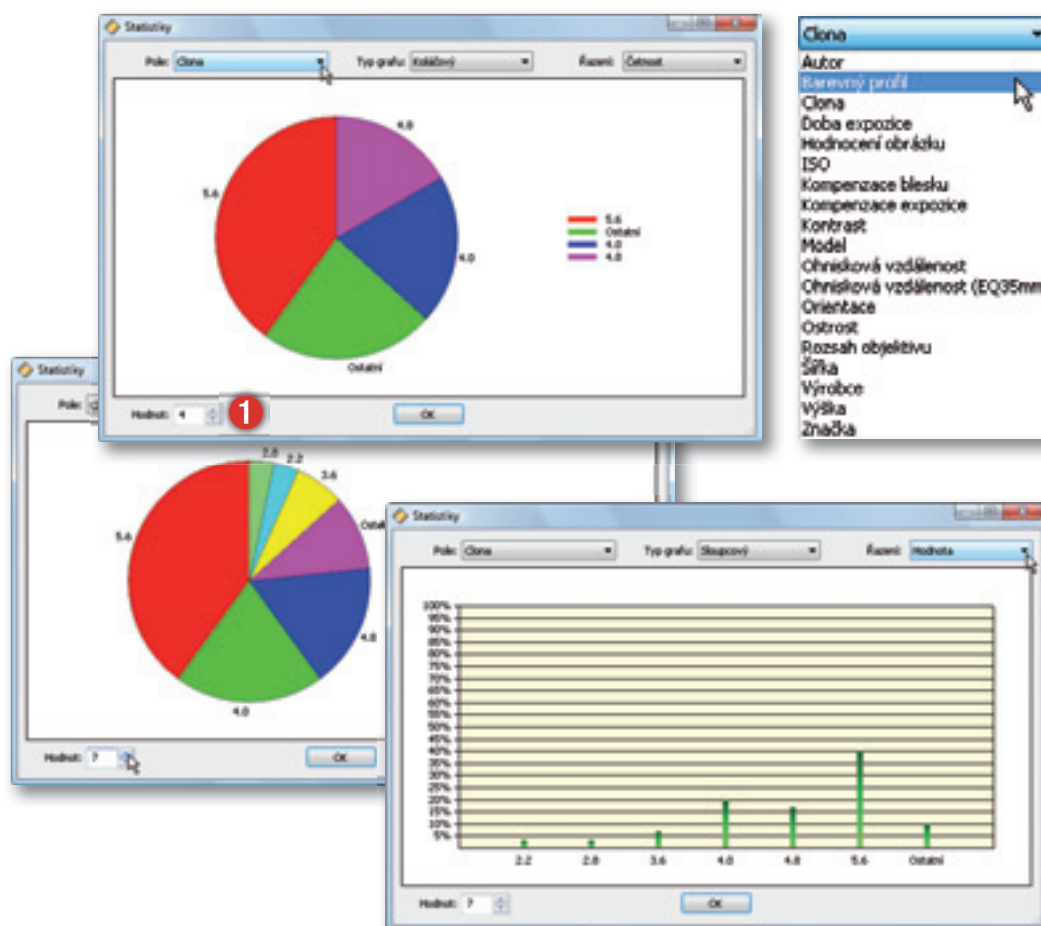 Statistiky
Pole: Clona Typ grafu: Koláčový Řazení: Četnost
4.8
5.6
4.0
Ostatní
5.6
Ostatní
4.0
4.8
Hodnot: 4
1
OK
Clona
Autor
Barevný profil
Clona
Doba expozice
Hodnocení obrázku
ISO
Kompenzace blesku
Kompenzace expozice
Kontrast
Model
Ohnisková vzdálenost
Ohnisková vzdálenost (EQ35mm
Orientace
Ostrost
Rozsah objektivu
Šířka
Výrobce
Výška
Značka
Statistiky
Pole:
2.8 2.2
3.6
5.6
4.8
4.0
Hodnot: 7
OK
Statistiky
Pole: Clona Typ grafu: Sloupcový Řazení: Hodnota
100%
95%
90%
85%
80%
75%
70%
65%
60%
55%
50%
45%
40%
35%
30%
25%
20%
15%
10%
5%
2.2 2.8 3.6 4.0 4.8 5.6 Ostatní
Hodnot: 7
OK